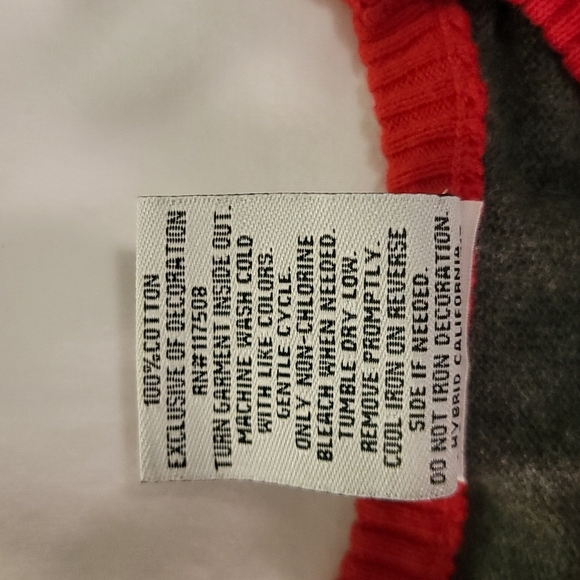 100% COTTON
EXCLUSIVE OF DECORATION
RN#117508
TURN GARMENT INSIDE OUT.
MACHINE WASH COLD
WITH LIKE COLORS.
GENTLE CYCLE.
ONLY NON-CHLORINE
BLEACH WHEN NEEDED.
TUMBLE DRY LOW.
REMOVE PROMPTLY.
COOL IRON ON REVERSE
SIDE IF NEEDED.
DO NOT IRON DECORATION.
HYBRID CALIFORNIA